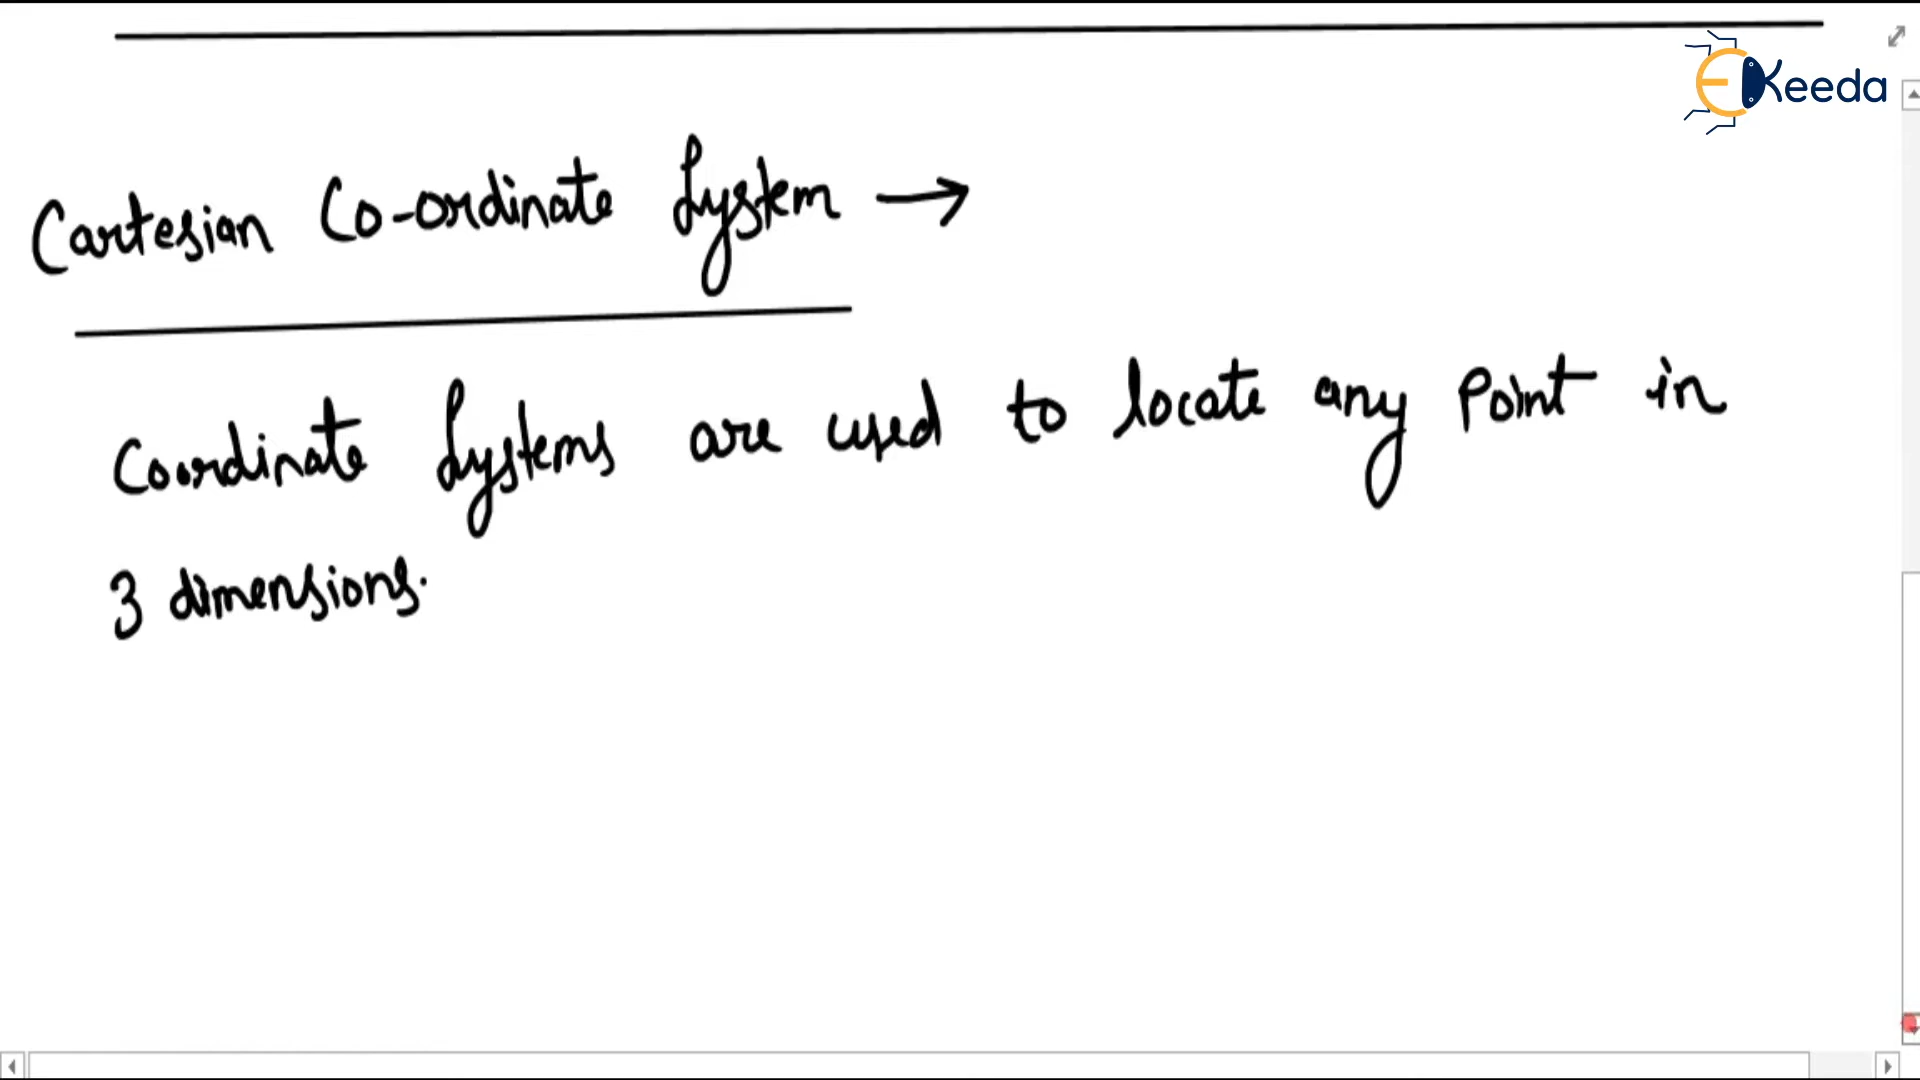 EKeeda
Cartesian Co-ordinate System →
Coordinate Systems are used to locate any Point in
3 dimensions.